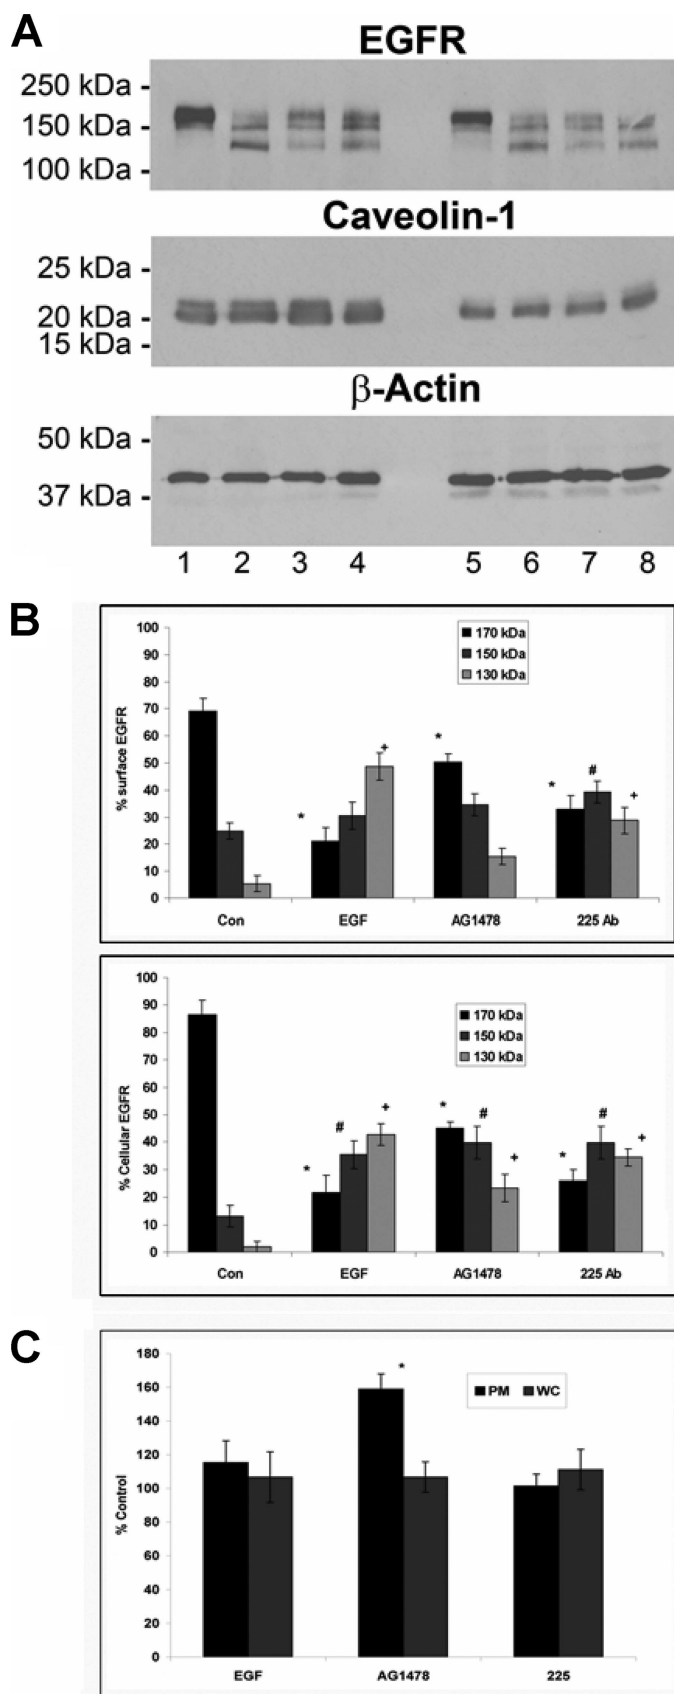 A
EGFR
250 kDa -
150 kDa -
100 kDa -
Caveolin-1
25 kDa -
20 kDa -
15 kDa -
β-Actin
50 kDa -
37 kDa -
1 2 3 4 5 6 7 8
B
% surface EGFR
100
90
80
70
60
50
40
30
20
10
0
170 kDa
150 kDa
130 kDa
* + * * # +
Con EGF AG1478 225 Ab
% Cellular EGFR
100
90
80
70
60
50
40
30
20
10
0
170 kDa
150 kDa
130 kDa
* # + * # + * # +
Con EGF AG1478 225 Ab
C
% Control
180
160
140
120
100
80
60
40
20
0
PM WC
*
EGF AG1478 225